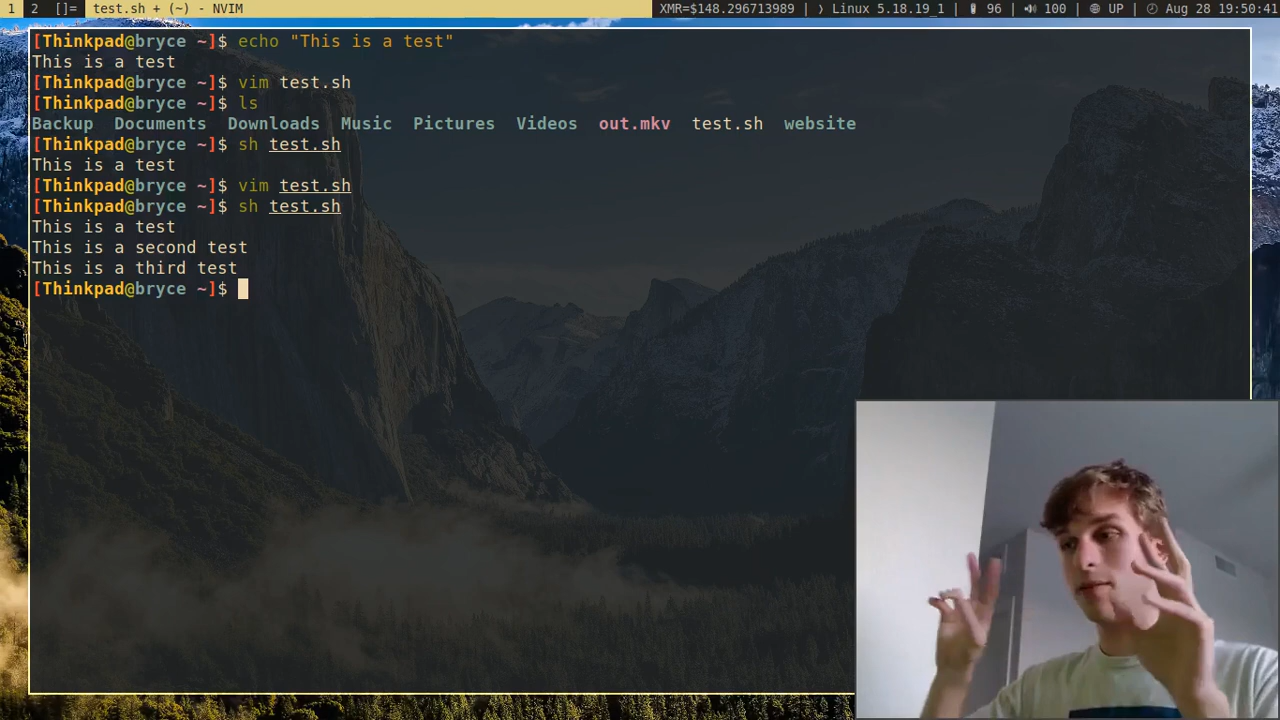 1 2 []= test.sh + (~) - NVIM XMR=$148.296713989 | ❯ Linux 5.18.19_1 | 96 | 100 | UP | Aug 28 19:50:41
[Thinkpad@bryce ~]$ echo "This is a test"
This is a test
[Thinkpad@bryce ~]$ vim test.sh
[Thinkpad@bryce ~]$ ls
Backup Documents Downloads Music Pictures Videos out.mkv test.sh website
[Thinkpad@bryce ~]$ sh test.sh
This is a test
[Thinkpad@bryce ~]$ vim test.sh
[Thinkpad@bryce ~]$ sh test.sh
This is a test
This is a second test
This is a third test
[Thinkpad@bryce ~]$